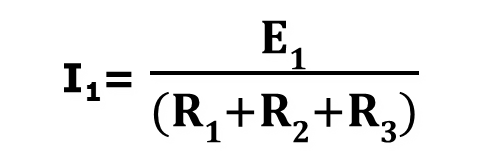 I₁= E₁
(R₁+R₂+R₃)